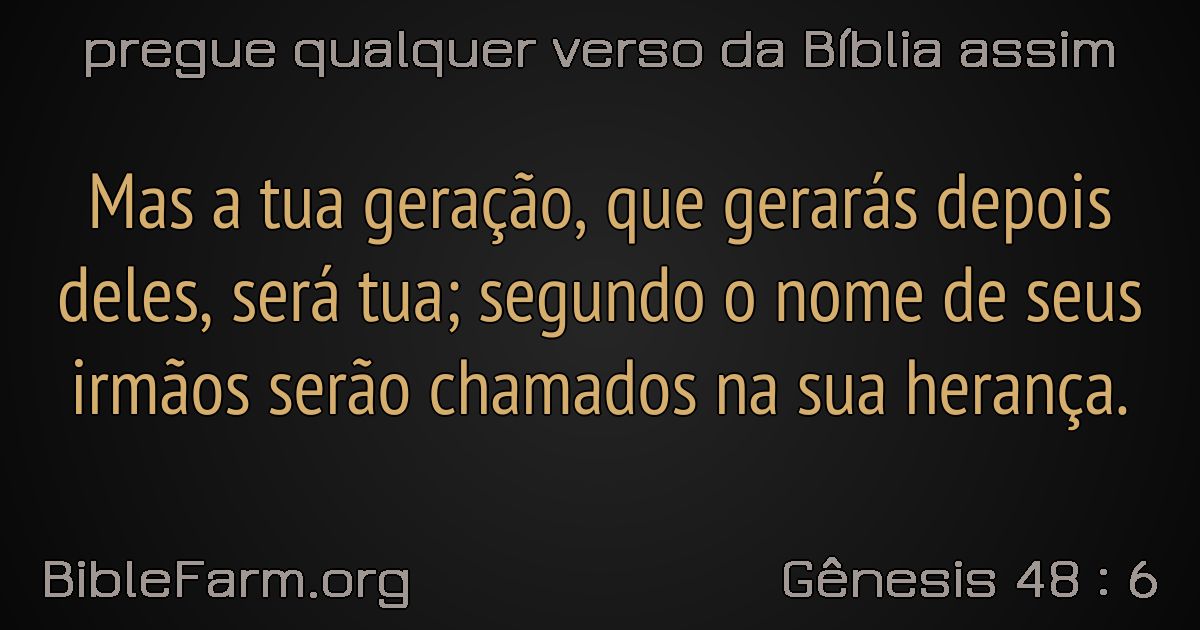 pregue qualquer verso da Bíblia assim
Mas a tua geração, que gerarás depois
deles, será tua; segundo o nome de seus
irmãos serão chamados na sua herança.
BibleFarm.org
Gênesis 48 : 6